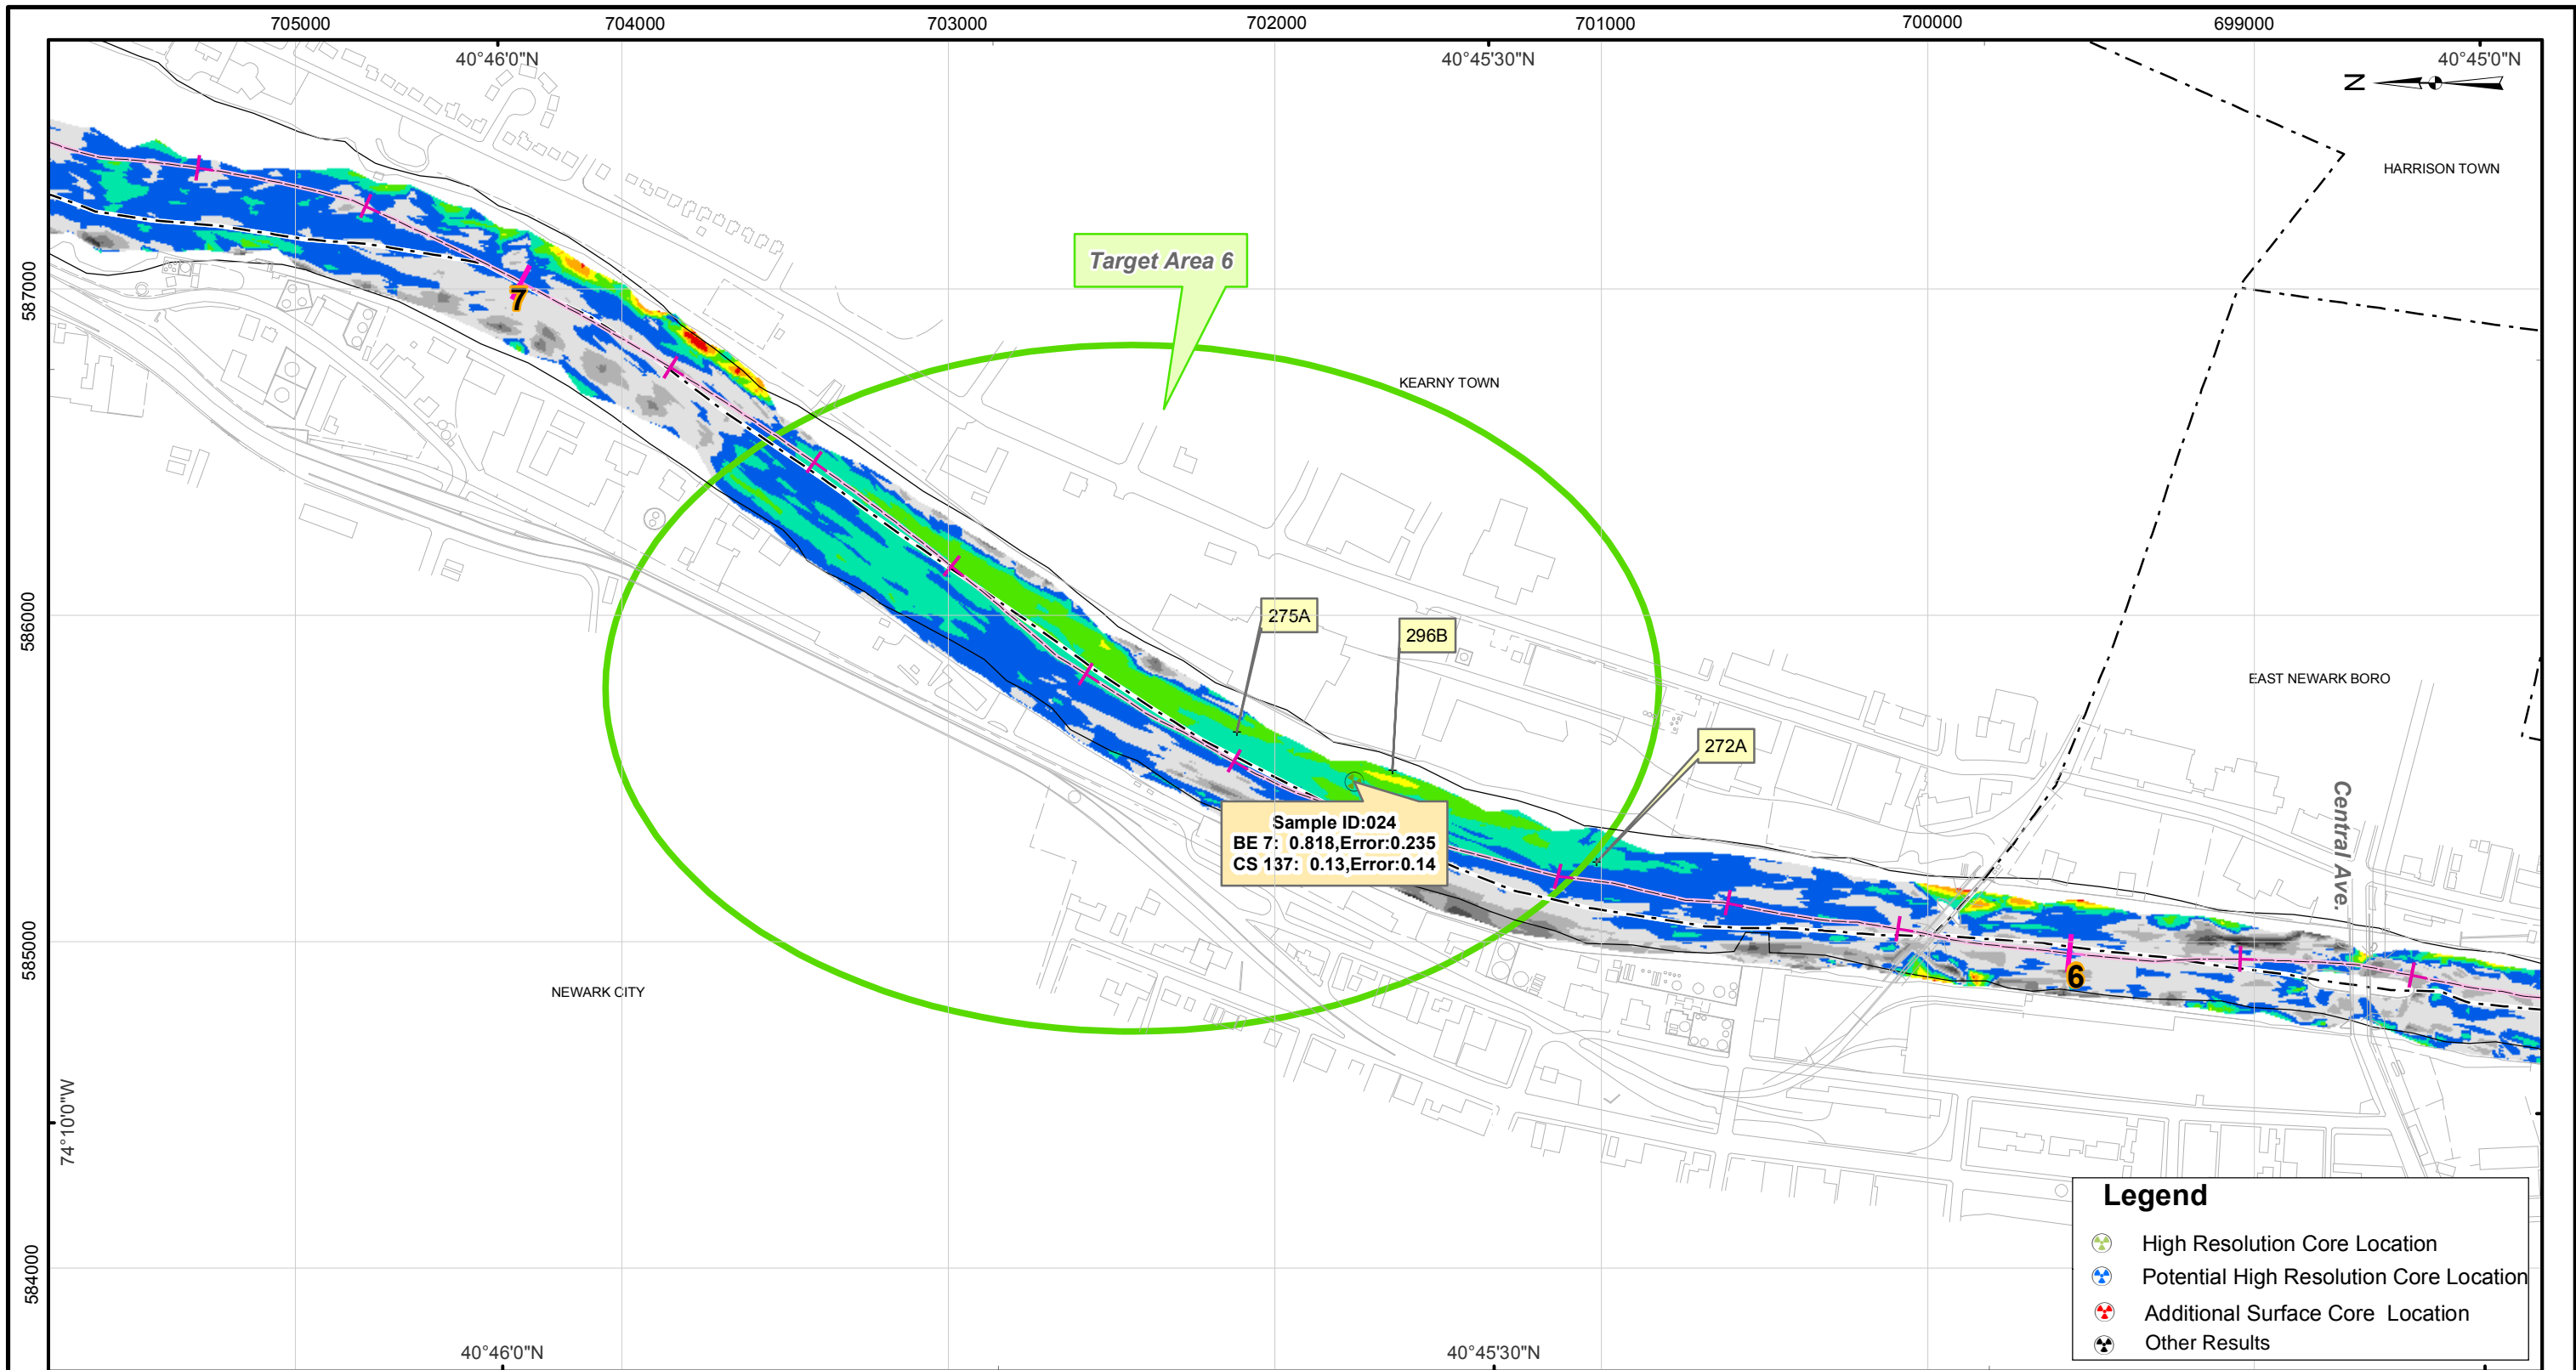 705000
704000
703000
702000
701000
700000
699000
40°46'0"N
40°45'30"N
40°45'0"N
N
HARRISON TOWN
Target Area 6
587000
7
KEARNY TOWN
586000
275A
296B
EAST NEWARK BORO
272A
Central Ave.
Sample ID:024
BE 7: 0.818,Error:0.235
CS 137: 0.13,Error:0.14
585000
6
NEWARK CITY
74°10'0"W
584000
Legend
High Resolution Core Location
Potential High Resolution Core Location
Additional Surface Core Location
Other Results
40°46'0"N
40°45'30"N